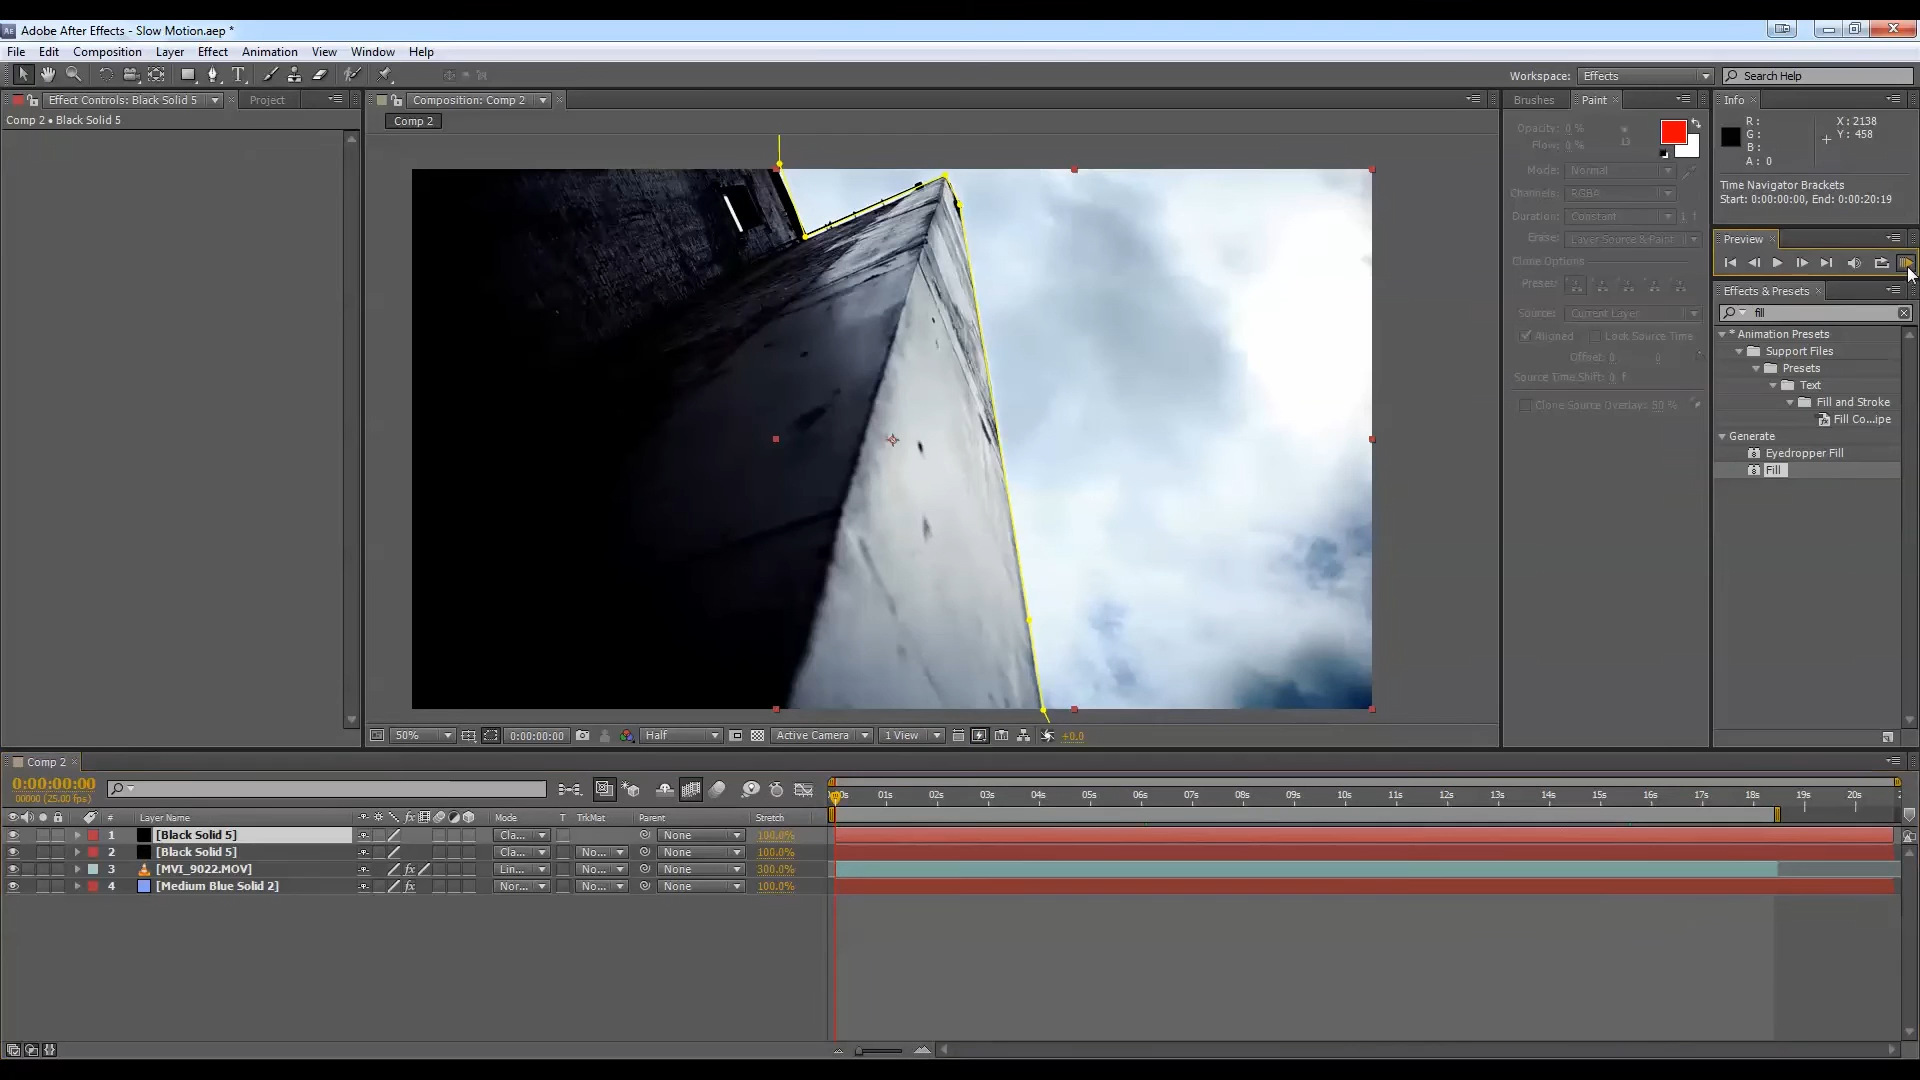 Adobe After Effects - Slow Motion.aep *
File Edit Composition Layer Effect Animation View Window Help
Workspace: Effects Search Help
Effect Controls: Black Solid 5 Project
Composition: Comp 2
Brushes Paint
Info
Comp 2 • Black Solid 5
Comp 2
Opacity: 0 %
Flow: 0 %
13
Mode: Normal
Channels: RGBA
Duration: Constant 1 f
Erase: Layer Source & Paint
Clone Options
Preset:
Source: Current Layer
Aligned Lock Source Time
Offset: 0 0
Source Time Shift: 0 f
Clone Source Overlay: 50 %
R :
G :
B :
A : 0
X : 2138
Y : 458
Time Navigator Brackets
Start: 0:00:00:00, End: 0:00:20:19
Preview
Effects & Presets
fill
* Animation Presets
Support Files
Presets
Text
Fill and Stroke
Fill Co...ipe
Generate
Eyedropper Fill
Fill
50% 0:00:00:00 Half Active Camera 1 View +0.0
Comp 2
0:00:00:00
00000 (25.00 fps)
01s 02s 03s 04s 05s 06s 07s 08s 09s 10s 11s 12s 13s 14s 15s 16s 17s 18s 19s 20s
# Layer Name fx Mode T TrkMat Parent Stretch
1 [Black Solid 5] Cla... None 100.0%
2 [Black Solid 5] Cla... No... None 100.0%
3 [MVI_9022.MOV] fx Lin... No... None 300.0%
4 [Medium Blue Solid 2] fx Nor... No... None 100.0%